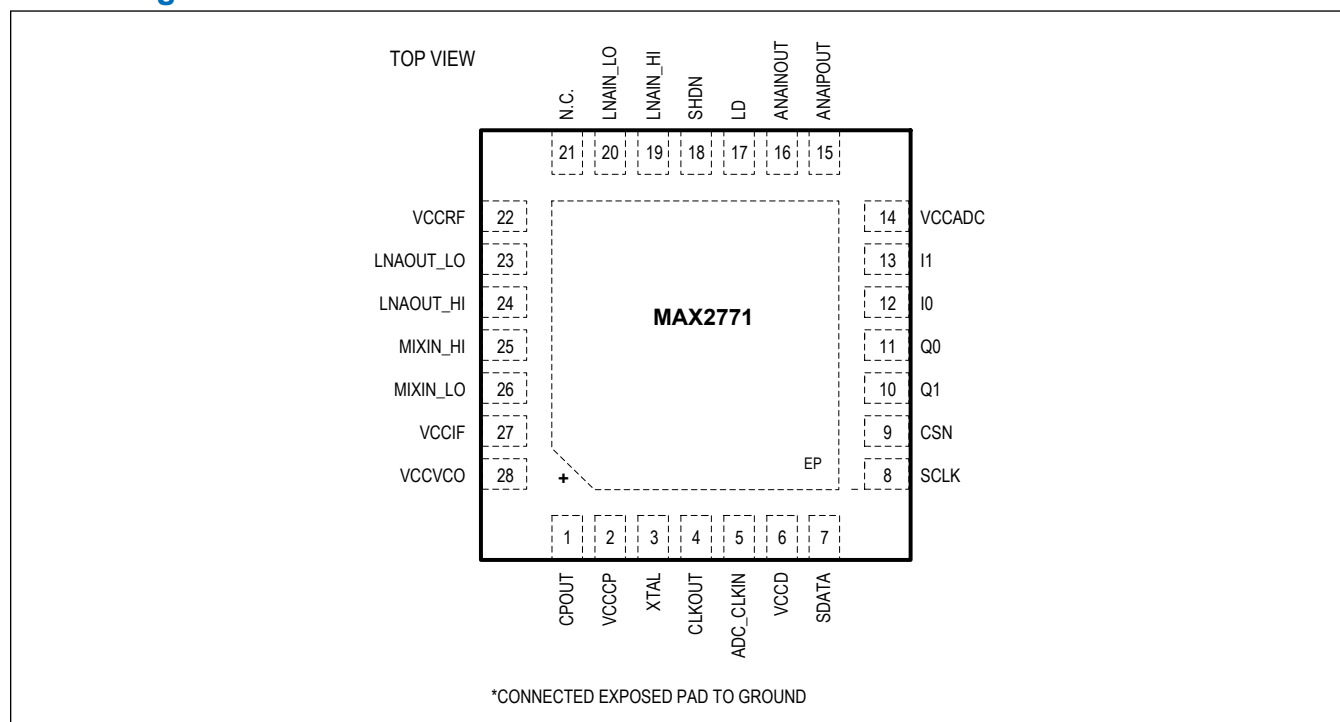 TOP VIEW
N.C.
LNAIN_LO
LNAIN_HI
SHDN
LD
ANAINOUT
ANAIPOUT
21 20 19 18 17 16 15
VCCRF 22 14 VCCADC
LNAOUT_LO 23 13 I1
LNAOUT_HI 24 12 I0
MAX2771
MIXIN_HI 25 11 Q0
MIXIN_LO 26 10 Q1
VCCIF 27 9 CSN
EP
VCCVCO 28 + 8 SCLK
1 2 3 4 5 6 7
CPOUT
VCCCP
XTAL
CLKOUT
ADC_CLKIN
VCCD
SDATA
*CONNECTED EXPOSED PAD TO GROUND